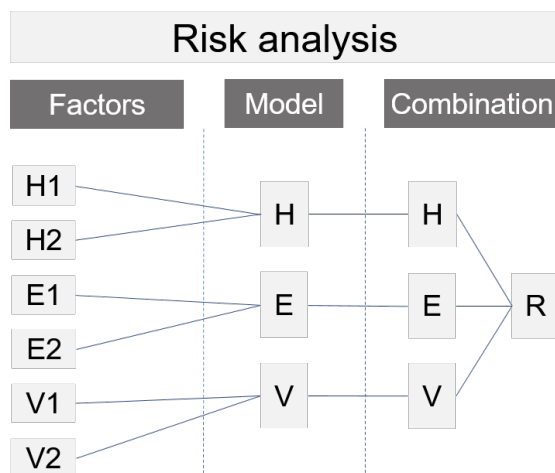 Risk analysis
Factors Model Combination
H1
H2
H H
E1
E2
E E R
V1
V2
V V